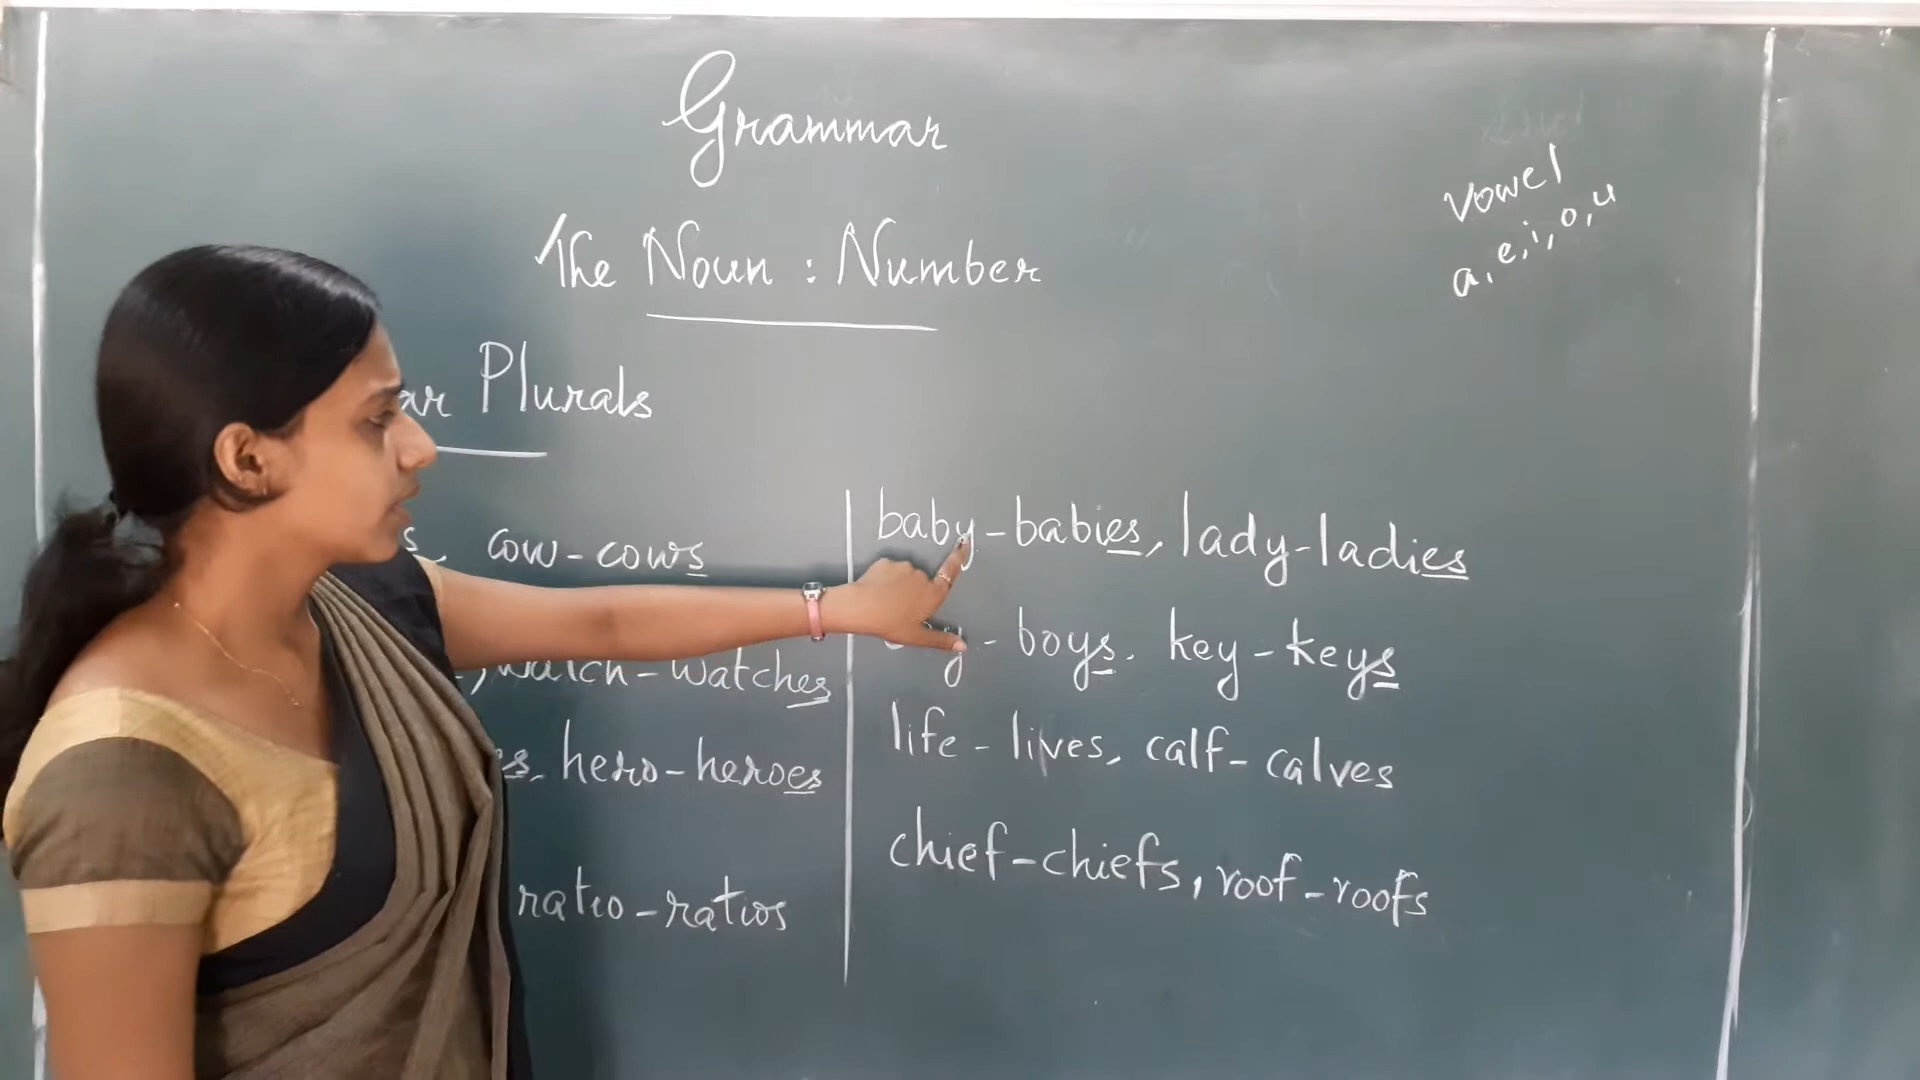 Grammar
vowel
a, e, i, o, u
The Noun : Number
Plurals
cow - cows
watch - watches
hero - heroes
ratio - ratios
baby - babies, lady - ladies
- boys. key - keys
life - lives, calf - calves
chief - chiefs, roof - roofs